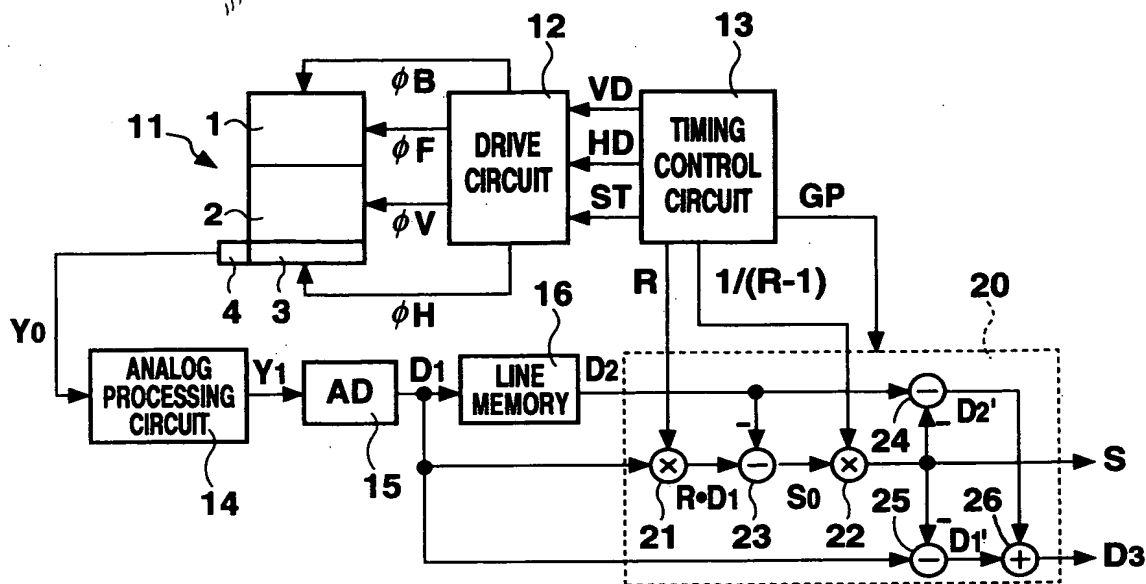 12
13
11
1
2
4
3
φB
φF
φV
φH
DRIVE
CIRCUIT
VD
HD
ST
TIMING
CONTROL
CIRCUIT
GP
R
1/(R-1)
20
Y0
ANALOG
PROCESSING
CIRCUIT
14
Y1
AD
15
D1
16
LINE
MEMORY
D2
−
24
−
D2'
×
21
R•D1
−
23
S0
×
22
S
25
−
−
D1'
26
+
D3